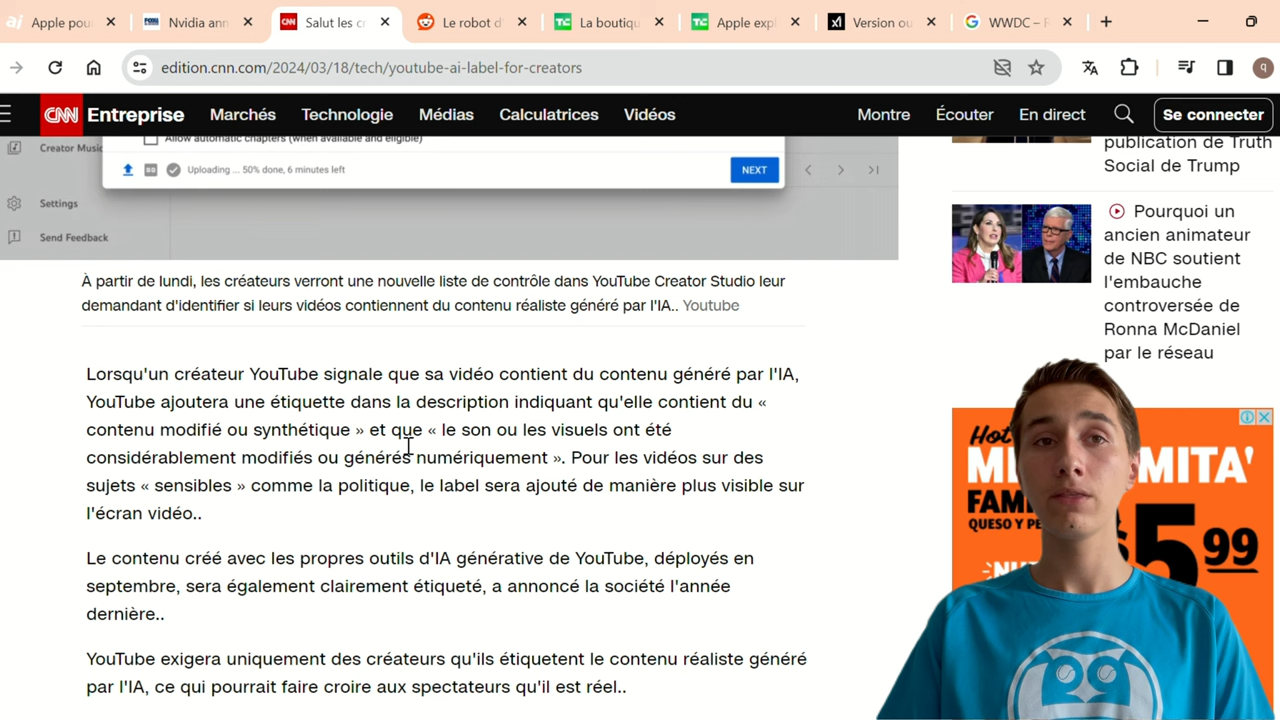 Apple pou
Nvidia ann
Salut les c
Le robot d'
La boutiqu
Apple exp
Version ou
WWDC – R
edition.cnn.com/2024/03/18/tech/youtube-ai-label-for-creators
CNN Entreprise Marchés Technologie Médias Calculatrices Vidéos Montre Écouter En direct Se connecter
Creator Music
Allow automatic chapters (when available and eligible)
Uploading ... 50% done, 6 minutes left
NEXT
Settings
Send Feedback
À partir de lundi, les créateurs verront une nouvelle liste de contrôle dans YouTube Creator Studio leur
demandant d'identifier si leurs vidéos contiennent du contenu réaliste généré par l'IA.. Youtube
Lorsqu'un créateur YouTube signale que sa vidéo contient du contenu généré par l'IA,
YouTube ajoutera une étiquette dans la description indiquant qu'elle contient du «
contenu modifié ou synthétique » et que « le son ou les visuels ont été
considérablement modifiés ou générés numériquement ». Pour les vidéos sur des
sujets « sensibles » comme la politique, le label sera ajouté de manière plus visible sur
l'écran vidéo..
Le contenu créé avec les propres outils d'IA générative de YouTube, déployés en
septembre, sera également clairement étiqueté, a annoncé la société l'année
dernière..
YouTube exigera uniquement des créateurs qu'ils étiquetent le contenu réaliste généré
par l'IA, ce qui pourrait faire croire aux spectateurs qu'il est réel..
publication de Truth
Social de Trump
Pourquoi un
ancien animateur
de NBC soutient
l'embauche
controversée de
Ronna McDaniel
par le réseau
Hot
MITA'
FAM
QUESO Y PE
5 99